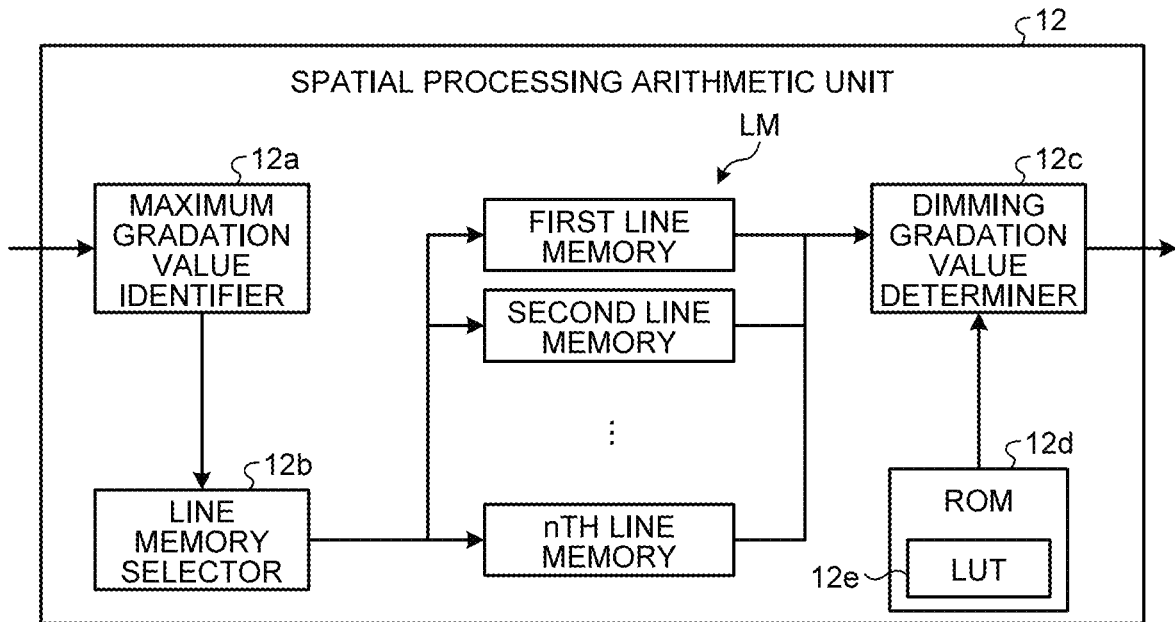 12
SPATIAL PROCESSING ARITHMETIC UNIT
LM
12a
MAXIMUM
GRADATION
VALUE
IDENTIFIER
FIRST LINE
MEMORY
SECOND LINE
MEMORY
⋮
nTH LINE
MEMORY
12b
LINE
MEMORY
SELECTOR
12c
DIMMING
GRADATION
VALUE
DETERMINER
12d
ROM
12e
LUT